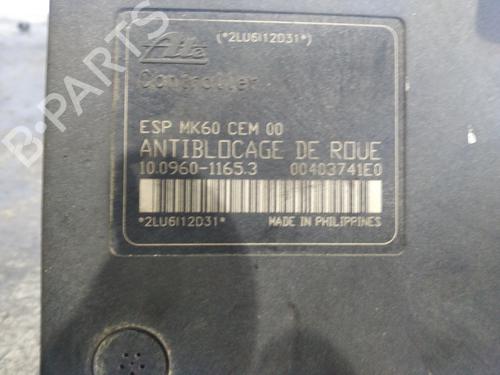 (*2LU6I12D31*)
Ate
Controller
ESP MK60 CEM 00
ANTIBLOCAGE DE ROUE
10.0960-1165.3 00403741E0
*2LU6I12D31* MADE IN PHILIPPINES
B-PARTS